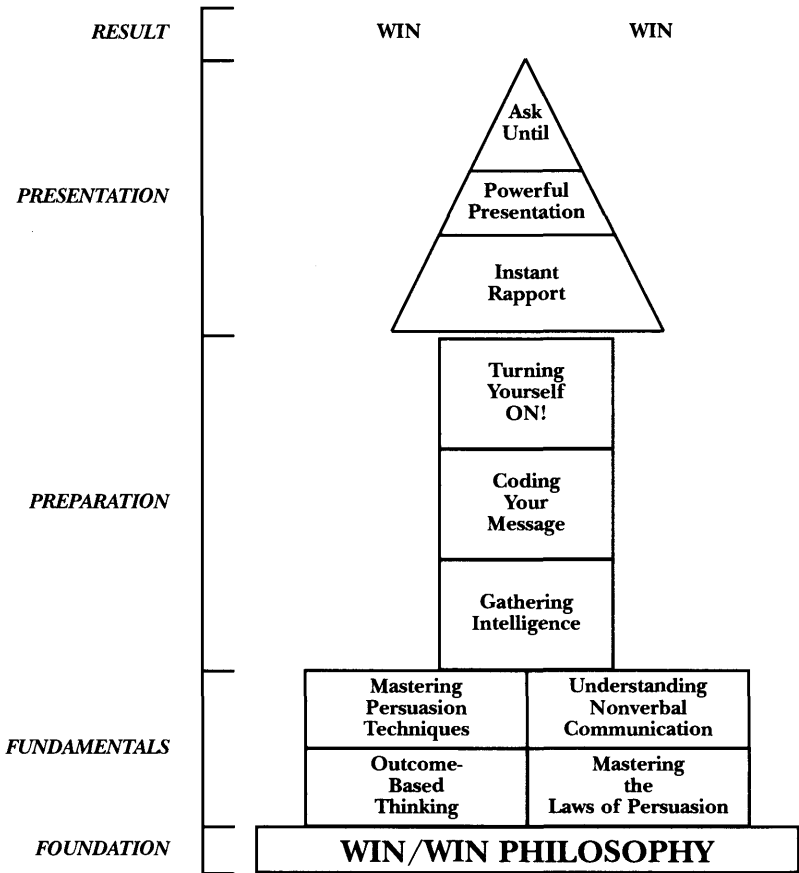 RESULT
WIN WIN
Ask
Until
PRESENTATION
Powerful
Presentation
Instant
Rapport
Turning
Yourself
ON!
PREPARATION
Coding
Your
Message
Gathering
Intelligence
FUNDAMENTALS
Mastering
Persuasion
Techniques
Understanding
Nonverbal
Communication
Outcome-
Based
Thinking
Mastering
the
Laws of Persuasion
FOUNDATION
WIN/WIN PHILOSOPHY